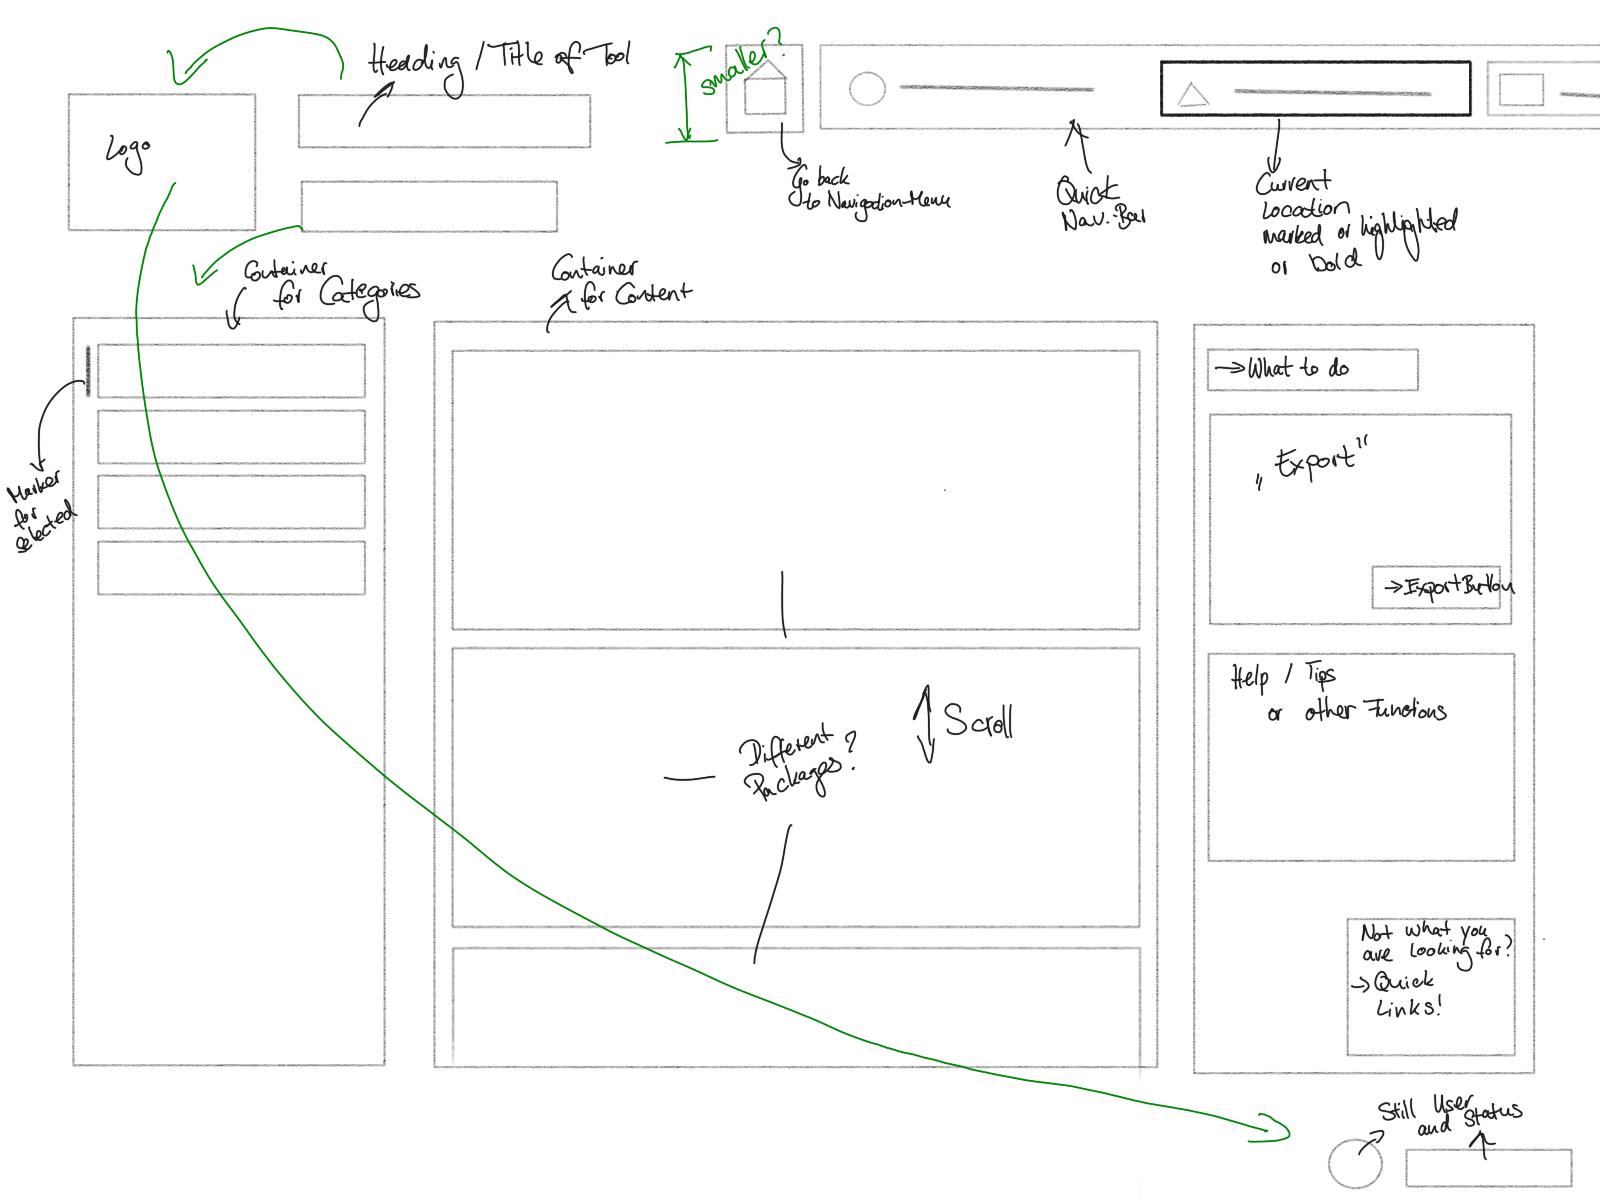 Heading / Title of Tool
smaller?
Logo
Go back
to Navigation-Menu
Quick
Nav.-Bar
Current
Location
marked or highlighted
or bold
Container
for Categories
Container
for Content
Marker
for
selected
→ What to do
„Export"
→ Export Button
Help / Tips
or other Functions
Different
Packages?
Scroll
Not what you
are looking for?
→ Quick
Links!
Still User
and Status